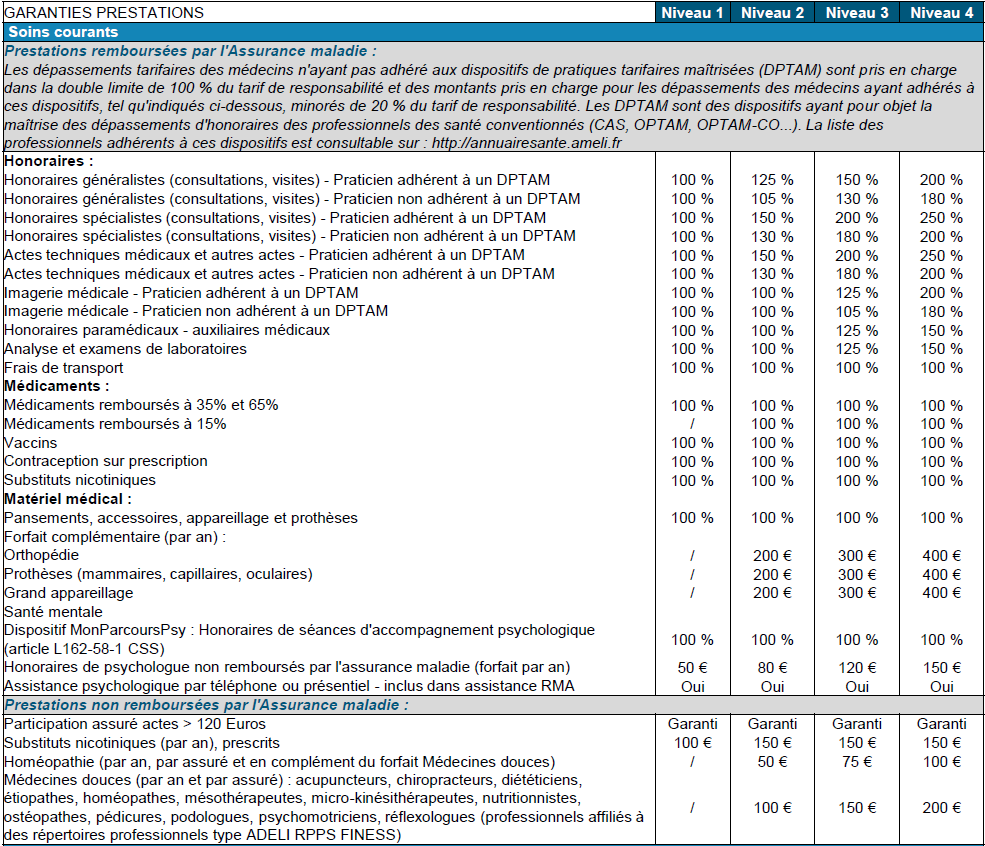 GARANTIES PRESTATIONS Niveau 1 Niveau 2 Niveau 3 Niveau 4
Soins courants
Prestations remboursées par l'Assurance maladie :
Les dépassements tarifaires des médecins n'ayant pas adhéré aux dispositifs de pratiques tarifaires maîtrisées (DPTAM) sont pris en charge
dans la double limite de 100 % du tarif de responsabilité et des montants pris en charge pour les dépassements des médecins ayant adhérés à
ces dispositifs, tel qu'indiqués ci-dessous, minorés de 20 % du tarif de responsabilité. Les DPTAM sont des dispositifs ayant pour objet la
maîtrise des dépassements d'honoraires des professionnels des santé conventionnés (CAS, OPTAM, OPTAM-CO...). La liste des
professionnels adhérents à ces dispositifs est consultable sur : http://annuairesante.ameli.fr
Honoraires :
Honoraires généralistes (consultations, visites) - Praticien adhérent à un DPTAM 100 % 125 % 150 % 200 %
Honoraires généralistes (consultations, visites) - Praticien non adhérent à un DPTAM 100 % 105 % 130 % 180 %
Honoraires spécialistes (consultations, visites) - Praticien adhérent à un DPTAM 100 % 150 % 200 % 250 %
Honoraires spécialistes (consultations, visites) - Praticien non adhérent à un DPTAM 100 % 130 % 180 % 200 %
Actes techniques médicaux et autres actes - Praticien adhérent à un DPTAM 100 % 150 % 200 % 250 %
Actes techniques médicaux et autres actes - Praticien non adhérent à un DPTAM 100 % 130 % 180 % 200 %
Imagerie médicale - Praticien adhérent à un DPTAM 100 % 100 % 125 % 200 %
Imagerie médicale - Praticien non adhérent à un DPTAM 100 % 100 % 105 % 180 %
Honoraires paramédicaux - auxiliaires médicaux 100 % 100 % 125 % 150 %
Analyse et examens de laboratoires 100 % 100 % 125 % 150 %
Frais de transport 100 % 100 % 100 % 100 %
Médicaments :
Médicaments remboursés à 35% et 65% 100 % 100 % 100 % 100 %
Médicaments remboursés à 15% / 100 % 100 % 100 %
Vaccins 100 % 100 % 100 % 100 %
Contraception sur prescription 100 % 100 % 100 % 100 %
Substituts nicotiniques 100 % 100 % 100 % 100 %
Matériel médical :
Pansements, accessoires, appareillage et prothèses 100 % 100 % 100 % 100 %
Forfait complémentaire (par an) :
Orthopédie / 200 € 300 € 400 €
Prothèses (mammaires, capillaires, oculaires) / 200 € 300 € 400 €
Grand appareillage / 200 € 300 € 400 €
Santé mentale
Dispositif MonParcoursPsy : Honoraires de séances d'accompagnement psychologique
(article L162-58-1 CSS) 100 % 100 % 100 % 100 %
Honoraires de psychologue non remboursés par l'assurance maladie (forfait par an) 50 € 80 € 120 € 150 €
Assistance psychologique par téléphone ou présentiel - inclus dans assistance RMA Oui Oui Oui Oui
Prestations non remboursées par l'Assurance maladie :
Participation assuré actes > 120 Euros Garanti Garanti Garanti Garanti
Substituts nicotiniques (par an), prescrits 100 € 150 € 150 € 150 €
Homéopathie (par an, par assuré et en complément du forfait Médecines douces) / 50 € 75 € 100 €
Médecines douces (par an et par assuré) : acupuncteurs, chiropracteurs, diététiciens,
étiopathes, homéopathes, mésothérapeutes, micro-kinésithérapeutes, nutritionnistes,
ostéopathes, pédicures, podologues, psychomotriciens, réflexologues (professionnels affiliés à / 100 € 150 € 200 €
des répertoires professionnels type ADELI RPPS FINESS)